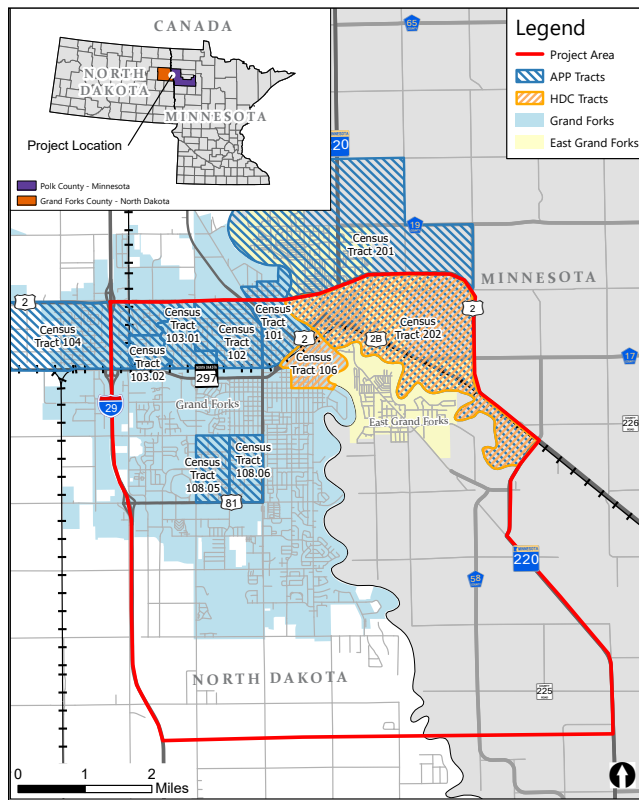 CANADA
NORTH
DAKOTA
MINNESOTA
Project Location
Polk County - Minnesota
Grand Forks County - North Dakota
Legend
Project Area
APP Tracts
HDC Tracts
Grand Forks
East Grand Forks
65
20
19
Census
Tract 201
MINNESOTA
2
2
Census
Tract 104
Census
Tract
103.01
Census
Tract
103.02
Census
Tract
102
Census
Tract
101
2
2B
Census
Tract 202
Census
Tract 106
17
NORTH DAKOTA
297
29
Grand Forks
East Grand Forks
226
Census
Tract
108.05
Census
Tract
108.06
81
MINNESOTA
220
58
NORTH DAKOTA
225
0
1
2
Miles